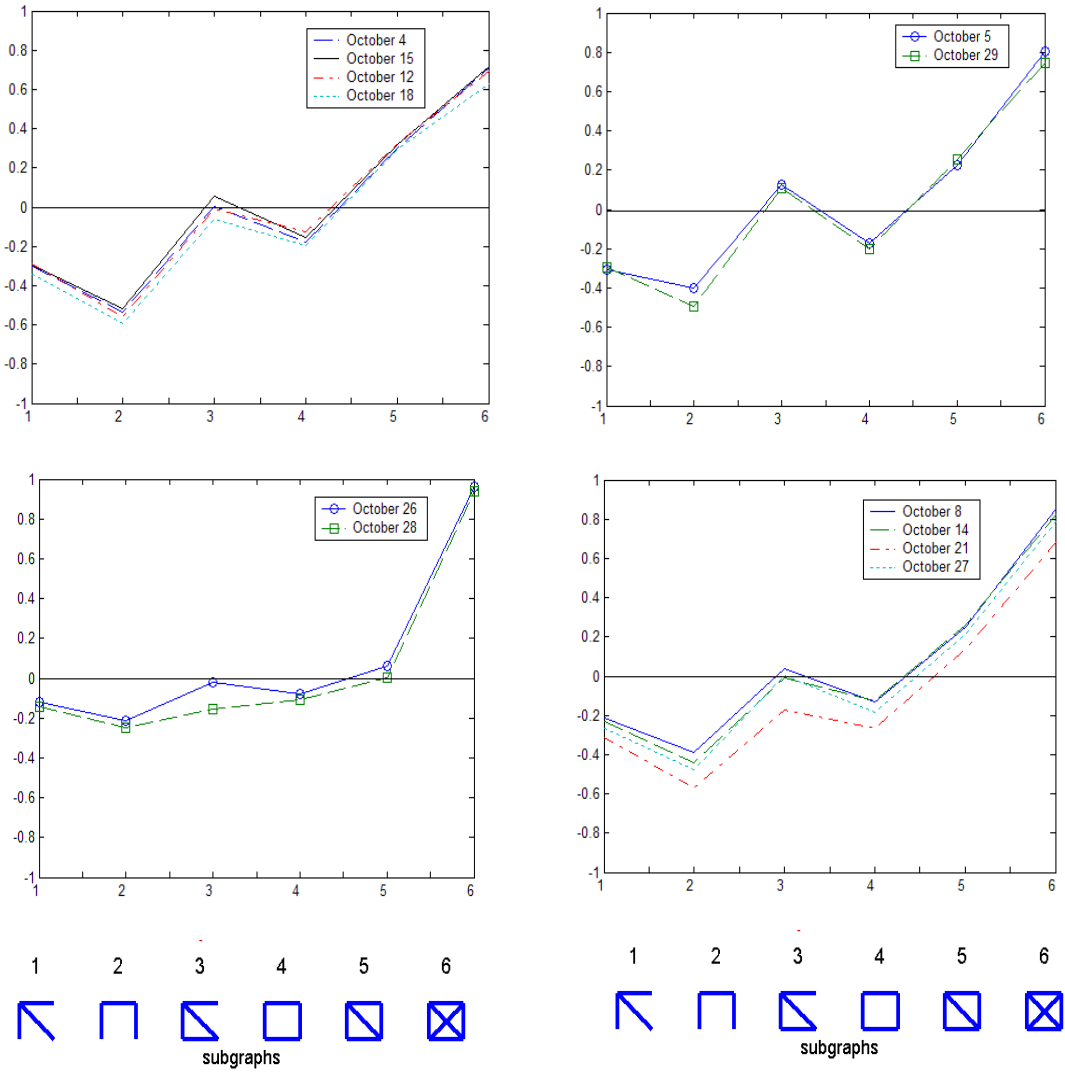 1
0.8
0.6
0.4
0.2
0
-0.2
-0.4
-0.6
-0.8
-1
1 2 3 4 5 6
October 4
October 15
October 12
October 18
1
0.8
0.6
0.4
0.2
0
-0.2
-0.4
-0.6
-0.8
-1
1 2 3 4 5 6
October 5
October 29
1
0.8
0.6
0.4
0.2
0
-0.2
-0.4
-0.6
-0.8
-1
1 2 3 4 5 6
October 26
October 28
1
0.8
0.6
0.4
0.2
0
-0.2
-0.4
-0.6
-0.8
-1
1 2 3 4 5 6
October 8
October 14
October 21
October 27
1 2 3 4 5 6
subgraphs
1 2 3 4 5 6
subgraphs